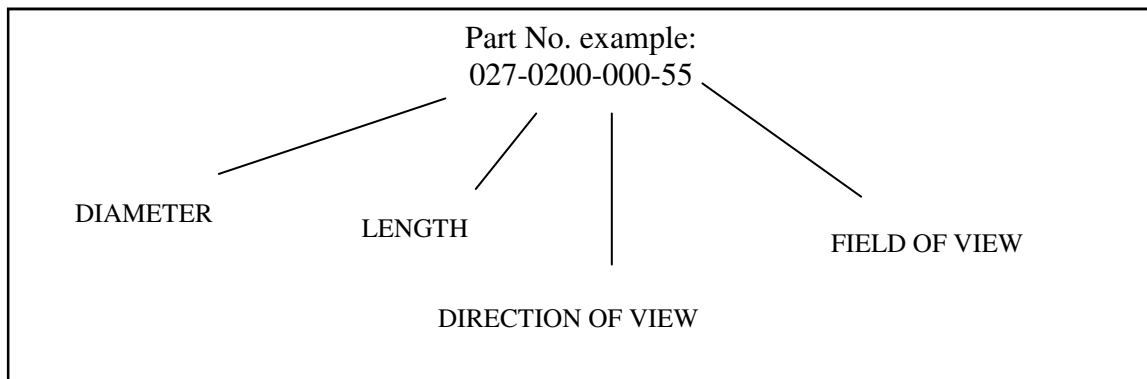 Part No. example:
027-0200-000-55
DIAMETER
LENGTH
FIELD OF VIEW
DIRECTION OF VIEW